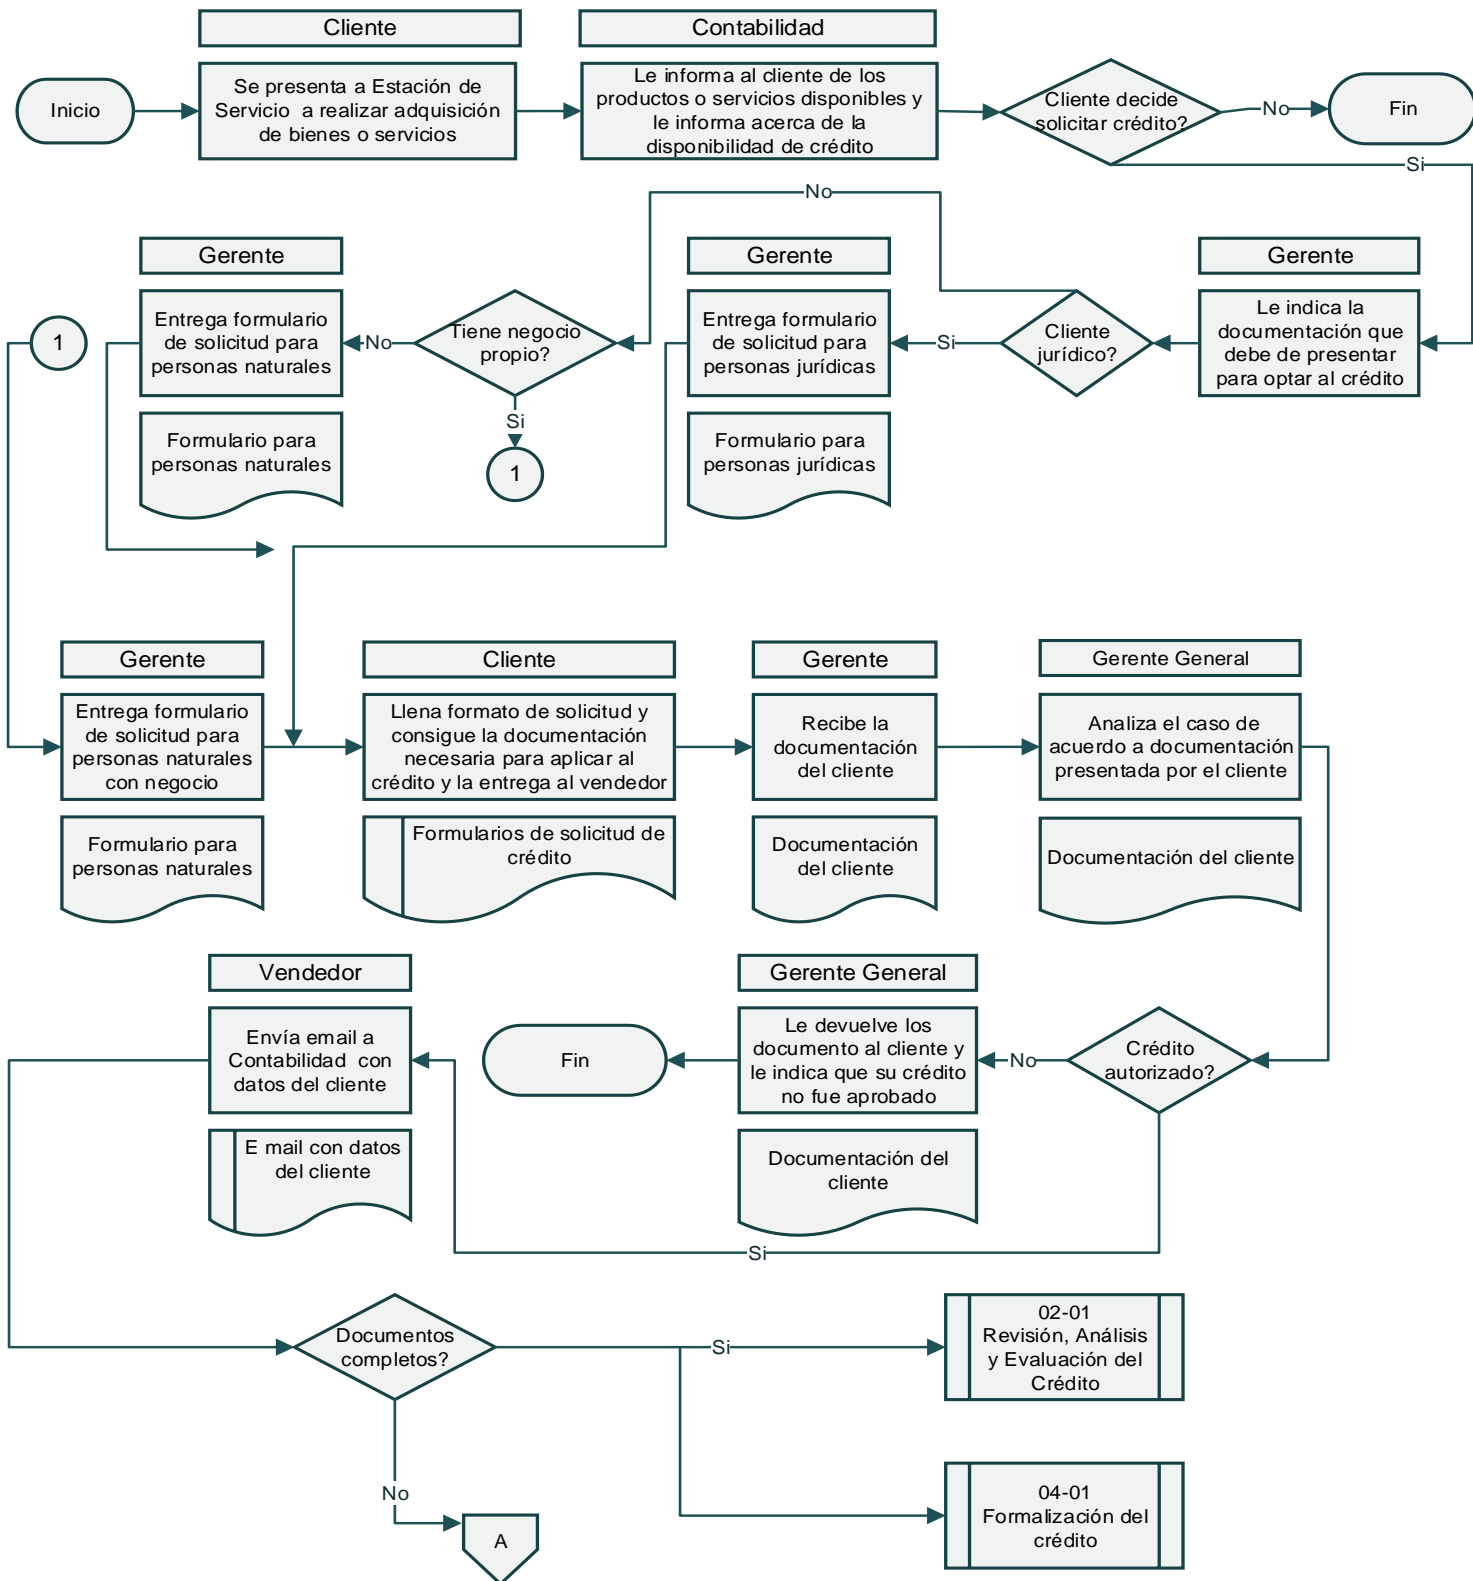 Cliente
Contabilidad
Inicio
Se presenta a Estación de
Servicio a realizar adquisición
de bienes o servicios
Le informa al cliente de los
productos o servicios disponibles y
le informa acerca de la
disponibilidad de crédito
Cliente decide
solicitar crédito?
No
Fin
Si
No
Gerente
Gerente
Gerente
1
Entrega formulario
de solicitud para
personas naturales
No
Tiene negocio
propio?
Entrega formulario
de solicitud para
personas jurídicas
Si
Cliente
jurídico?
Le indica la
documentación que
debe de presentar
para optar al crédito
Formulario para
personas naturales
Si
1
Formulario para
personas jurídicas
Gerente
Cliente
Gerente
Gerente General
Entrega formulario
de solicitud para
personas naturales
con negocio
Llena formato de solicitud y
consigue la documentación
necesaria para aplicar al
crédito y la entrega al vendedor
Recibe la
documentación
del cliente
Analiza el caso de
acuerdo a documentación
presentada por el cliente
Formulario para
personas naturales
Formularios de solicitud de
crédito
Documentación
del cliente
Documentación del cliente
Vendedor
Gerente General
Envía email a
Contabilidad con
datos del cliente
Fin
Le devuelve los
documento al cliente y
le indica que su crédito
no fue aprobado
No
Crédito
autorizado?
E mail con datos
del cliente
Documentación del
cliente
Si
Documentos
completos?
Si
02-01
Revisión, Análisis
y Evaluación del
Crédito
No
A
04-01
Formalización del
crédito